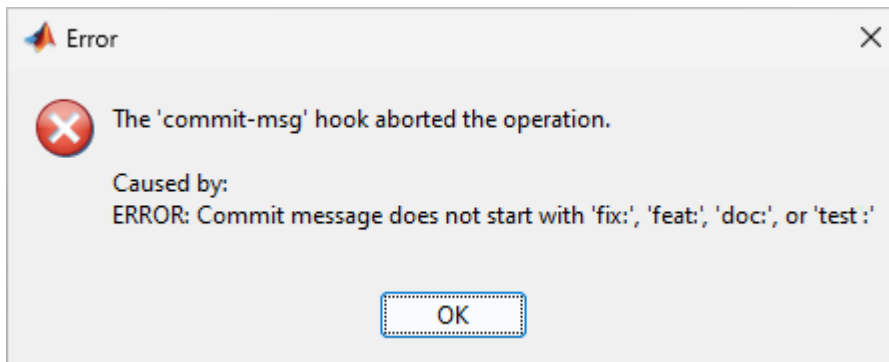 Error
The 'commit-msg' hook aborted the operation.
Caused by:
ERROR: Commit message does not start with 'fix:', 'feat:', 'doc:', or 'test :'
OK